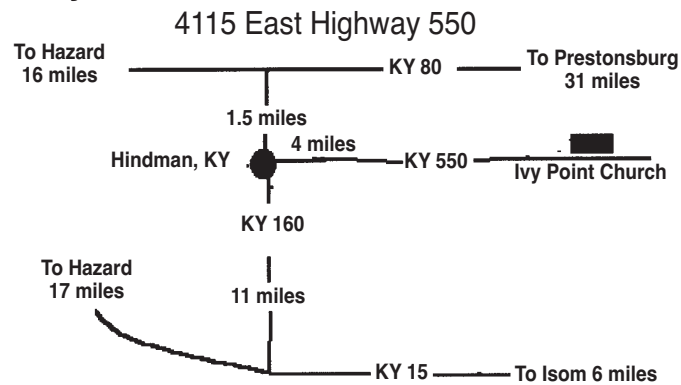 4115 East Highway 550
To Hazard
16 miles
KY 80
To Prestonsburg
31 miles
1.5 miles
4 miles
Hindman, KY
KY 550
Ivy Point Church
KY 160
To Hazard
17 miles
11 miles
KY 15
To Isom 6 miles